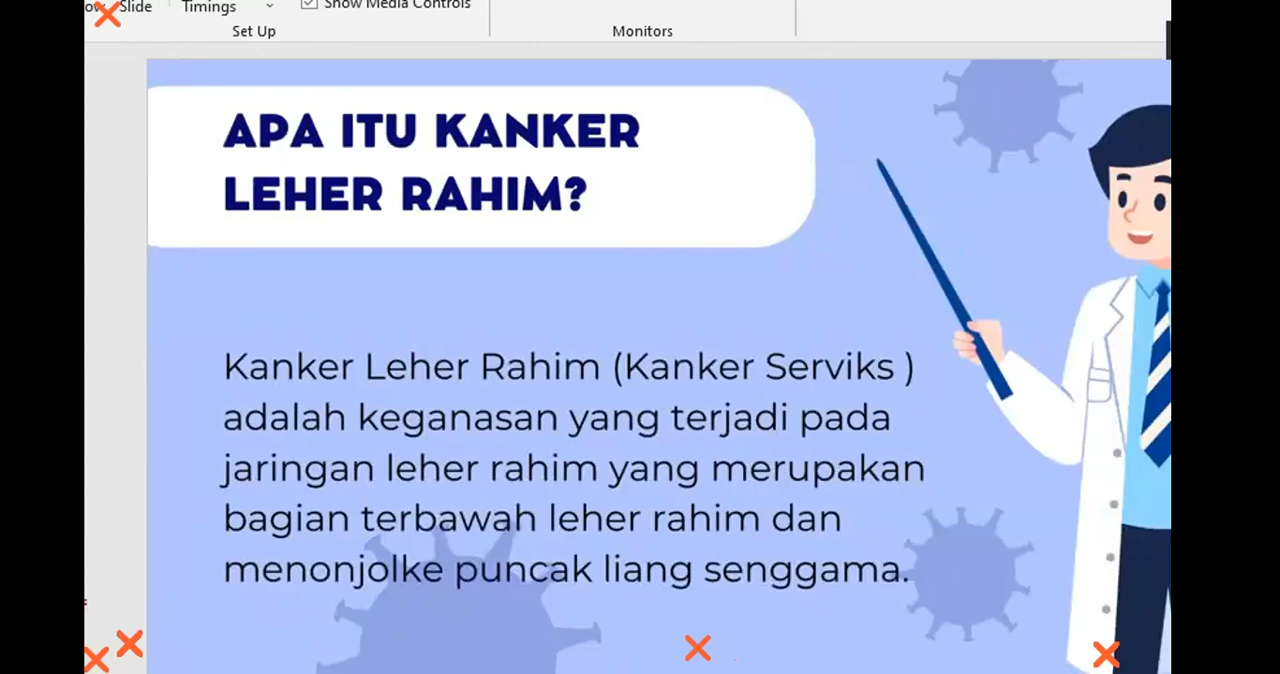 Slide
Timings
Show Media Controls
Set Up
Monitors
APA ITU KANKER
LEHER RAHIM?
Kanker Leher Rahim (Kanker Serviks )
adalah keganasan yang terjadi pada
jaringan leher rahim yang merupakan
bagian terbawah leher rahim dan
menonjolke puncak liang senggama.